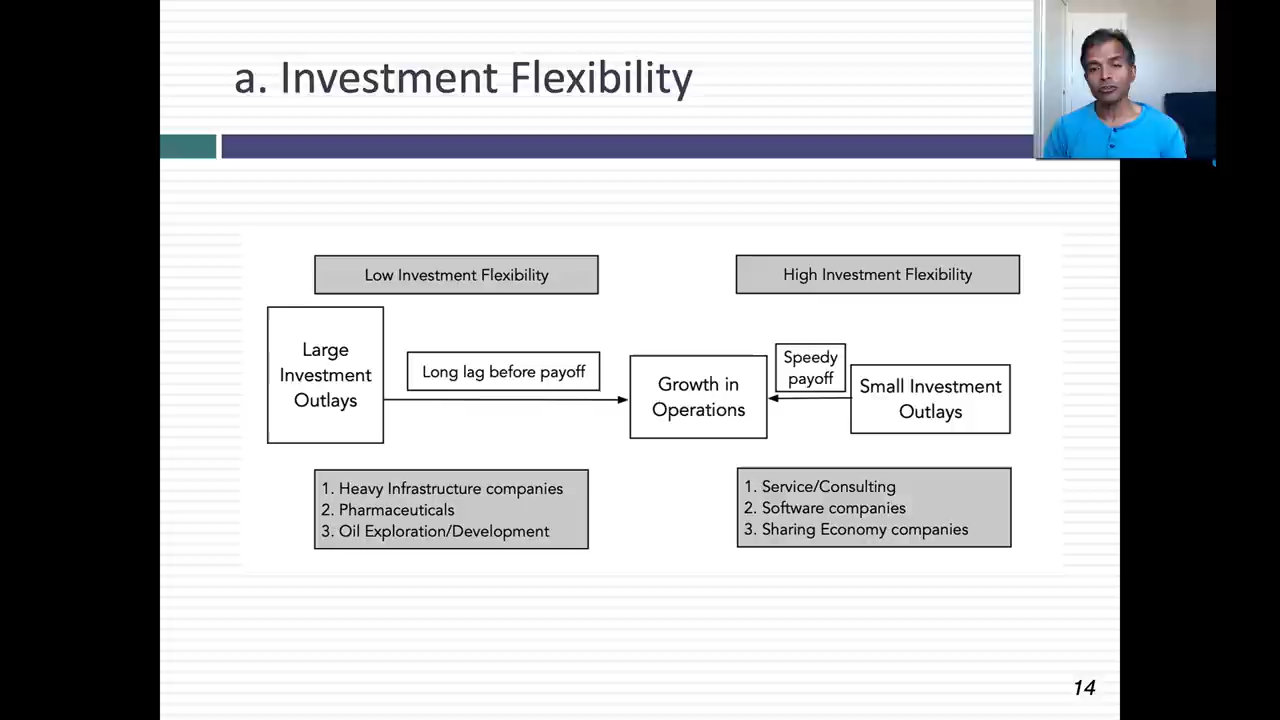 a. Investment Flexibility
Low Investment Flexibility
High Investment Flexibility
Large
Investment
Outlays
Long lag before payoff
Growth in
Operations
Speedy
payoff
Small Investment
Outlays
1. Heavy Infrastructure companies
2. Pharmaceuticals
3. Oil Exploration/Development
1. Service/Consulting
2. Software companies
3. Sharing Economy companies
14